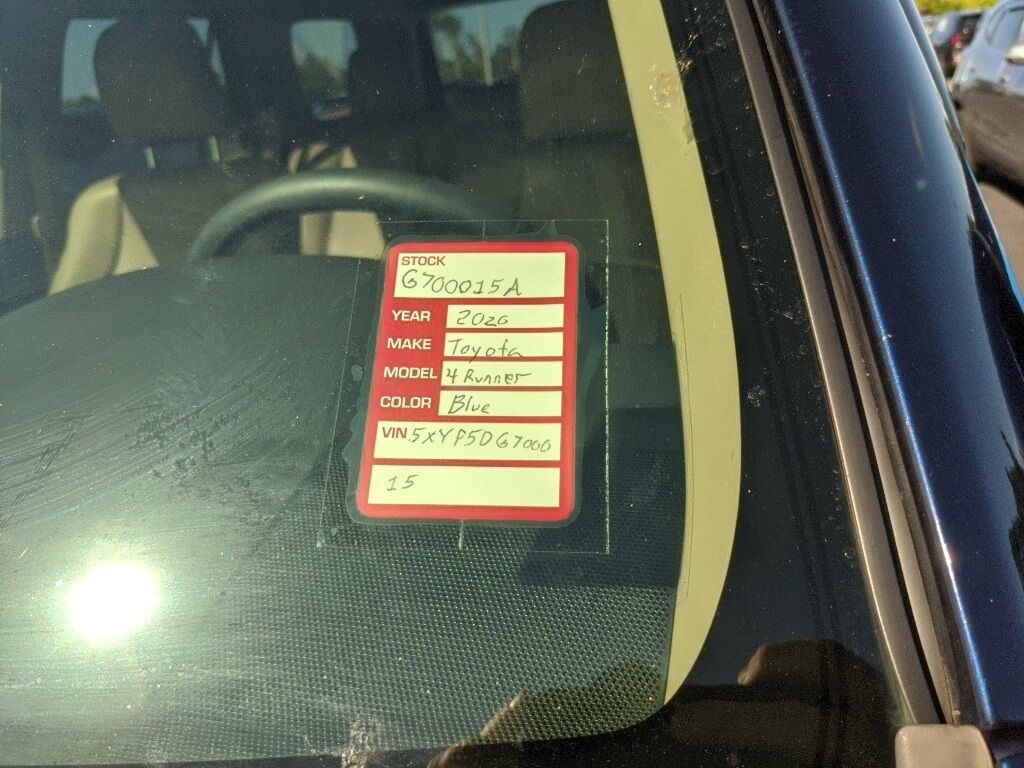 STOCK
G700015A
YEAR 2020
MAKE Toyota
MODEL 4 Runner
COLOR Blue
VIN 5XYP5DG7000
15